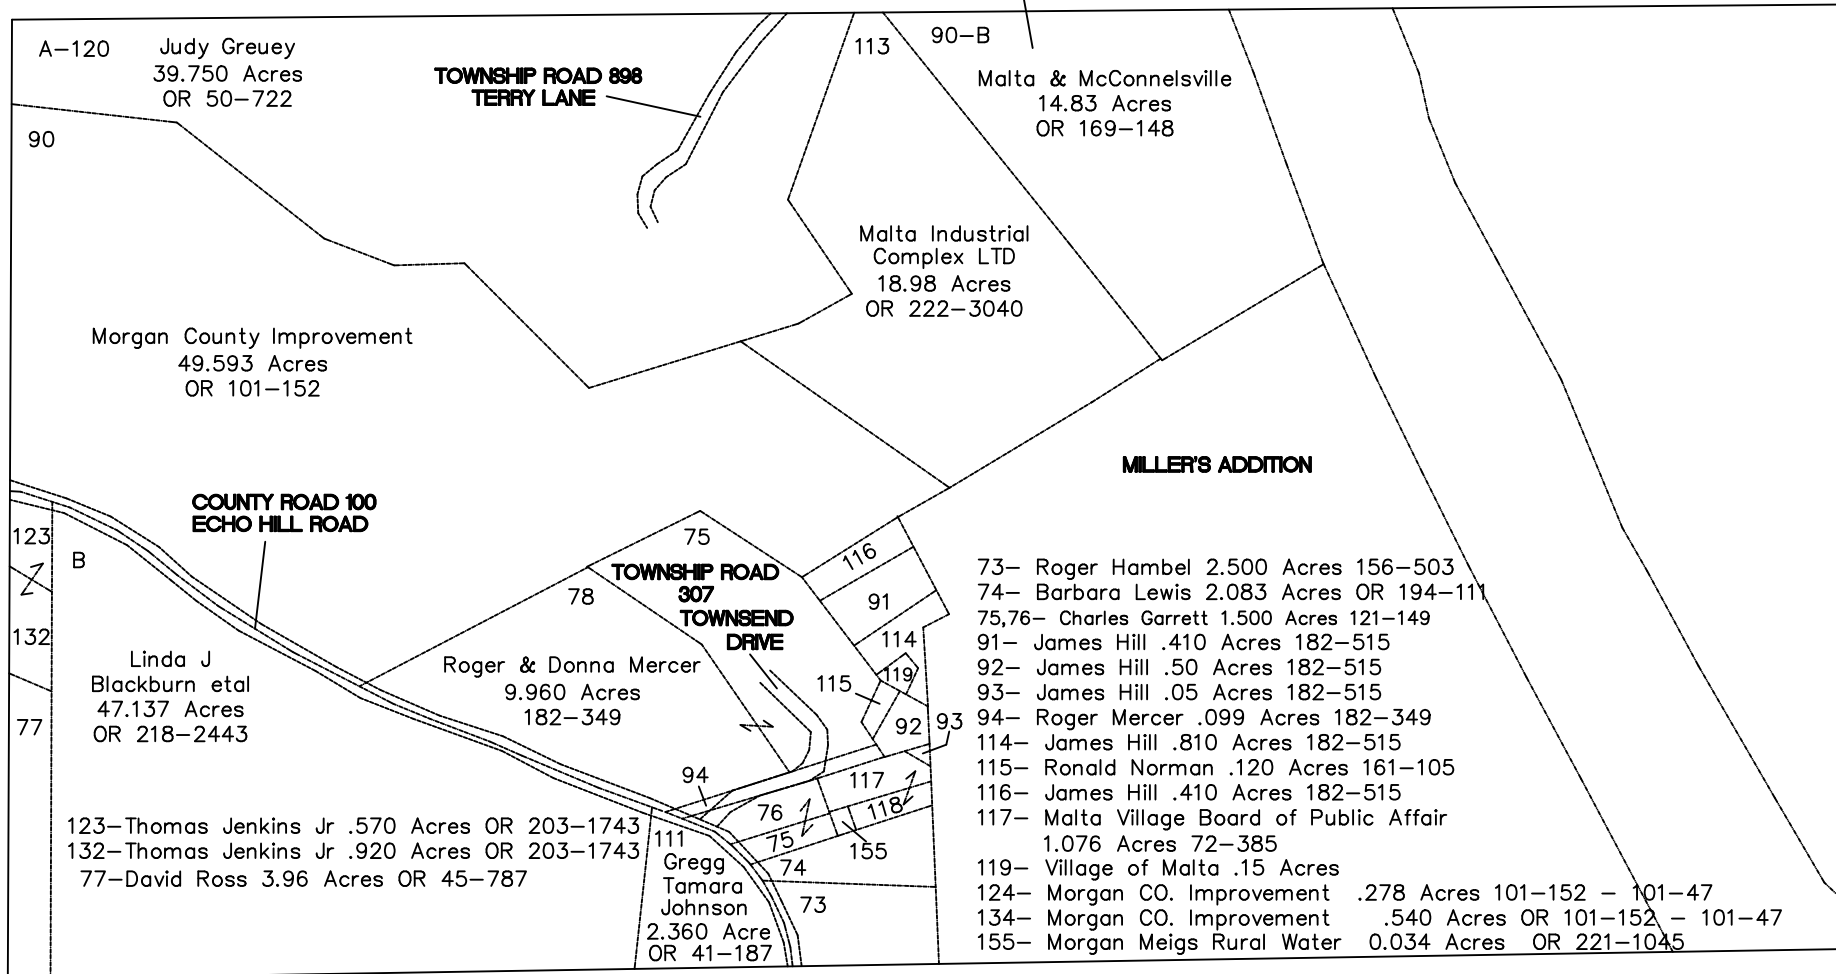 A-120
Judy Greuey
39.750 Acres
OR 50-722
90
TOWNSHIP ROAD 898
TERRY LANE
113
90-B
Malta & McConnelsville
14.83 Acres
OR 169-148
Malta Industrial
Complex LTD
18.98 Acres
OR 222-3040
Morgan County Improvement
49.593 Acres
OR 101-152
MILLER'S ADDITION
COUNTY ROAD 100
ECHO HILL ROAD
123
B
132
77
Linda J
Blackburn etal
47.137 Acres
OR 218-2443
75
78
TOWNSHIP ROAD
307
TOWNSEND
DRIVE
Roger & Donna Mercer
9.960 Acres
182-349
116
91
114
119
115
92
93
94
117
76
118
75
155
74
73
111
Gregg
Tamara
Johnson
2.360 Acre
OR 41-187
123-Thomas Jenkins Jr .570 Acres OR 203-1743
132-Thomas Jenkins Jr .920 Acres OR 203-1743
77-David Ross 3.96 Acres OR 45-787
73- Roger Hambel 2.500 Acres 156-503
74- Barbara Lewis 2.083 Acres OR 194-111
75,76- Charles Garrett 1.500 Acres 121-149
91- James Hill .410 Acres 182-515
92- James Hill .50 Acres 182-515
93- James Hill .05 Acres 182-515
94- Roger Mercer .099 Acres 182-349
114- James Hill .810 Acres 182-515
115- Ronald Norman .120 Acres 161-105
116- James Hill .410 Acres 182-515
117- Malta Village Board of Public Affair
1.076 Acres 72-385
119- Village of Malta .15 Acres
124- Morgan CO. Improvement .278 Acres 101-152 - 101-47
134- Morgan CO. Improvement .540 Acres OR 101-152 - 101-47
155- Morgan Meigs Rural Water 0.034 Acres OR 221-1045